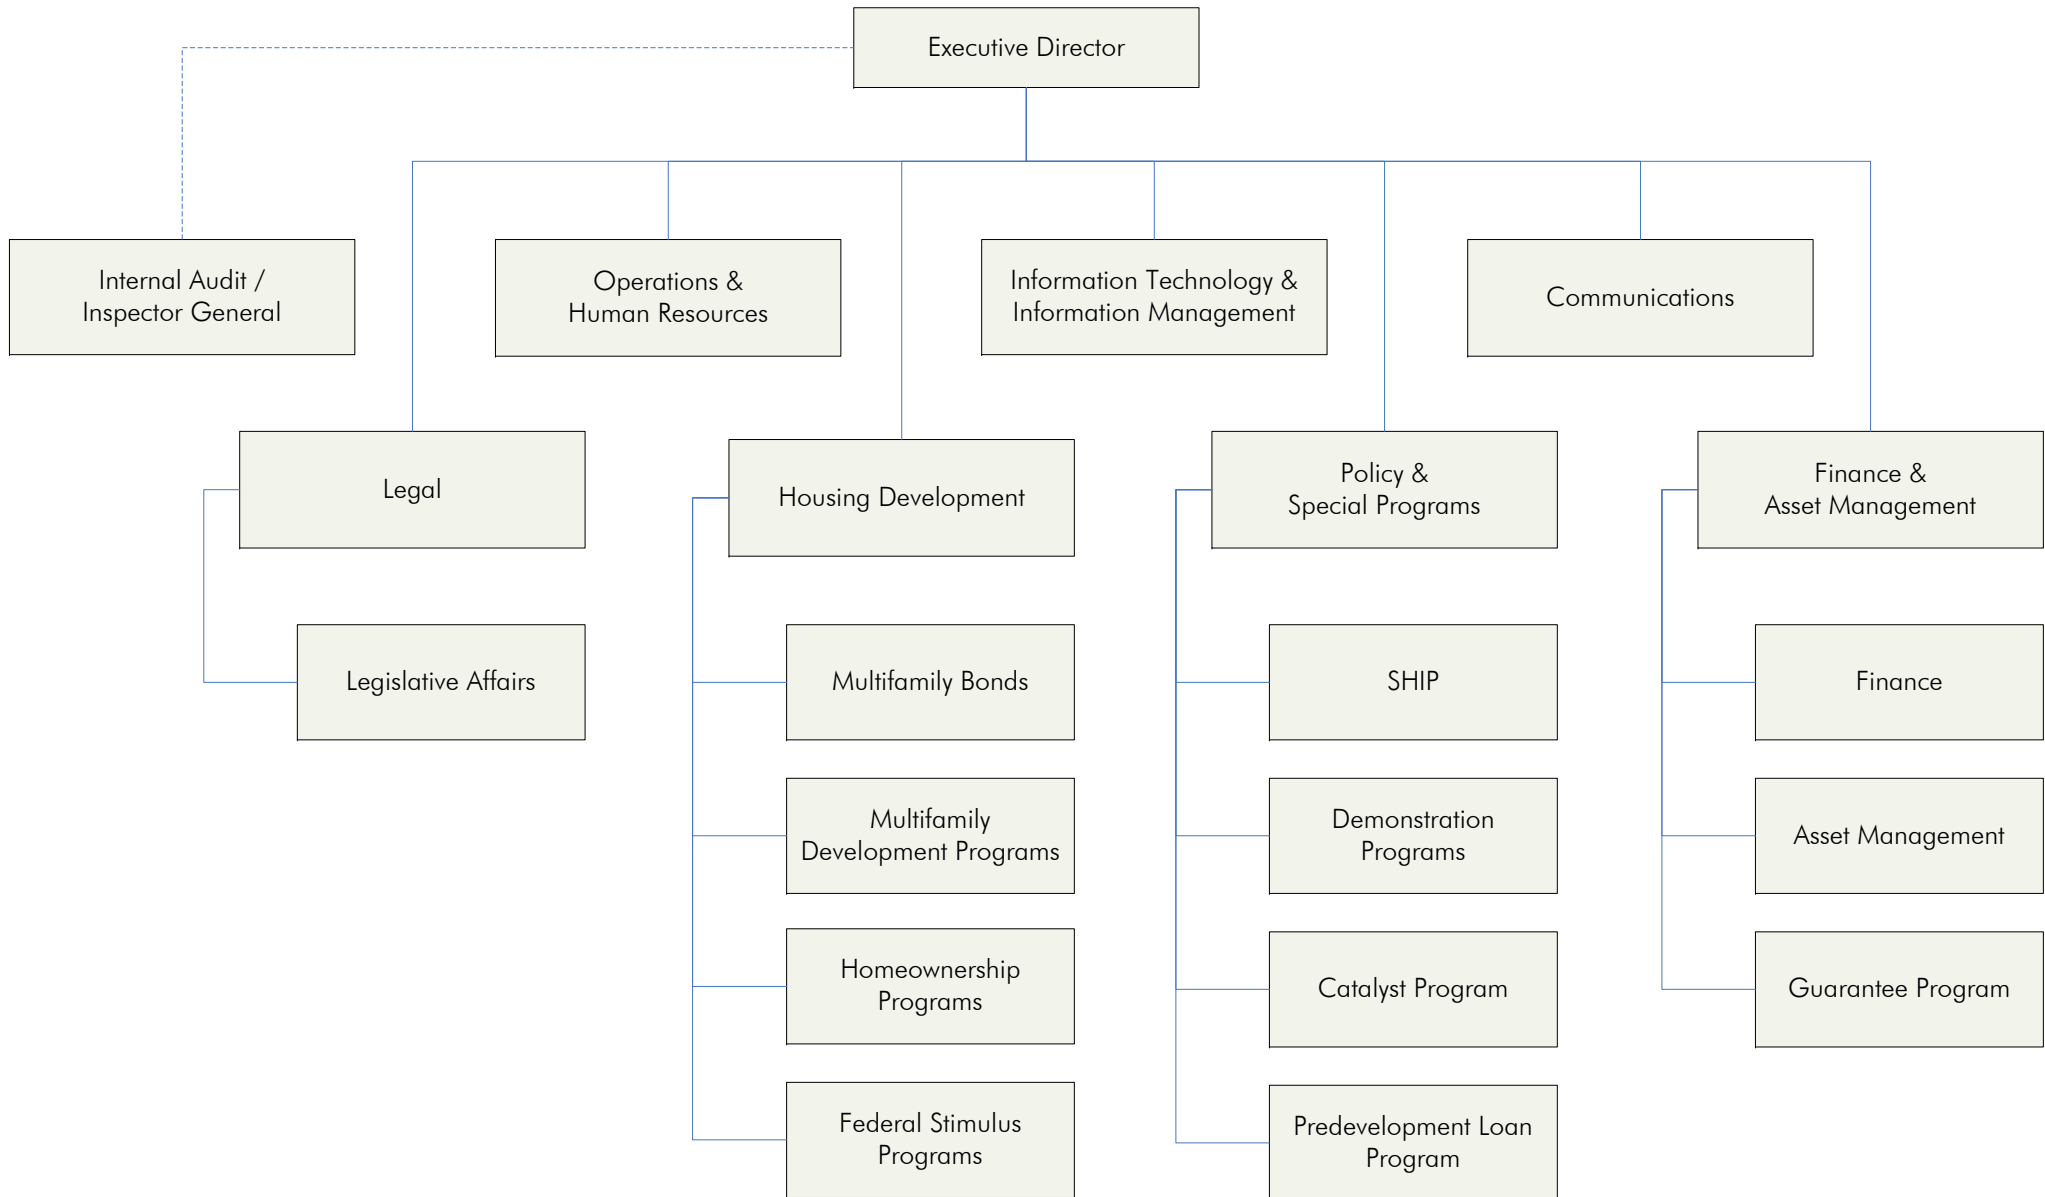 Executive Director
Internal Audit /
Inspector General
Operations &
Human Resources
Information Technology &
Information Management
Communications
Legal
Housing Development
Policy &
Special Programs
Finance &
Asset Management
Legislative Affairs
Multifamily Bonds
SHIP
Finance
Multifamily
Development Programs
Demonstration
Programs
Asset Management
Homeownership
Programs
Catalyst Program
Guarantee Program
Federal Stimulus
Programs
Predevelopment Loan
Program